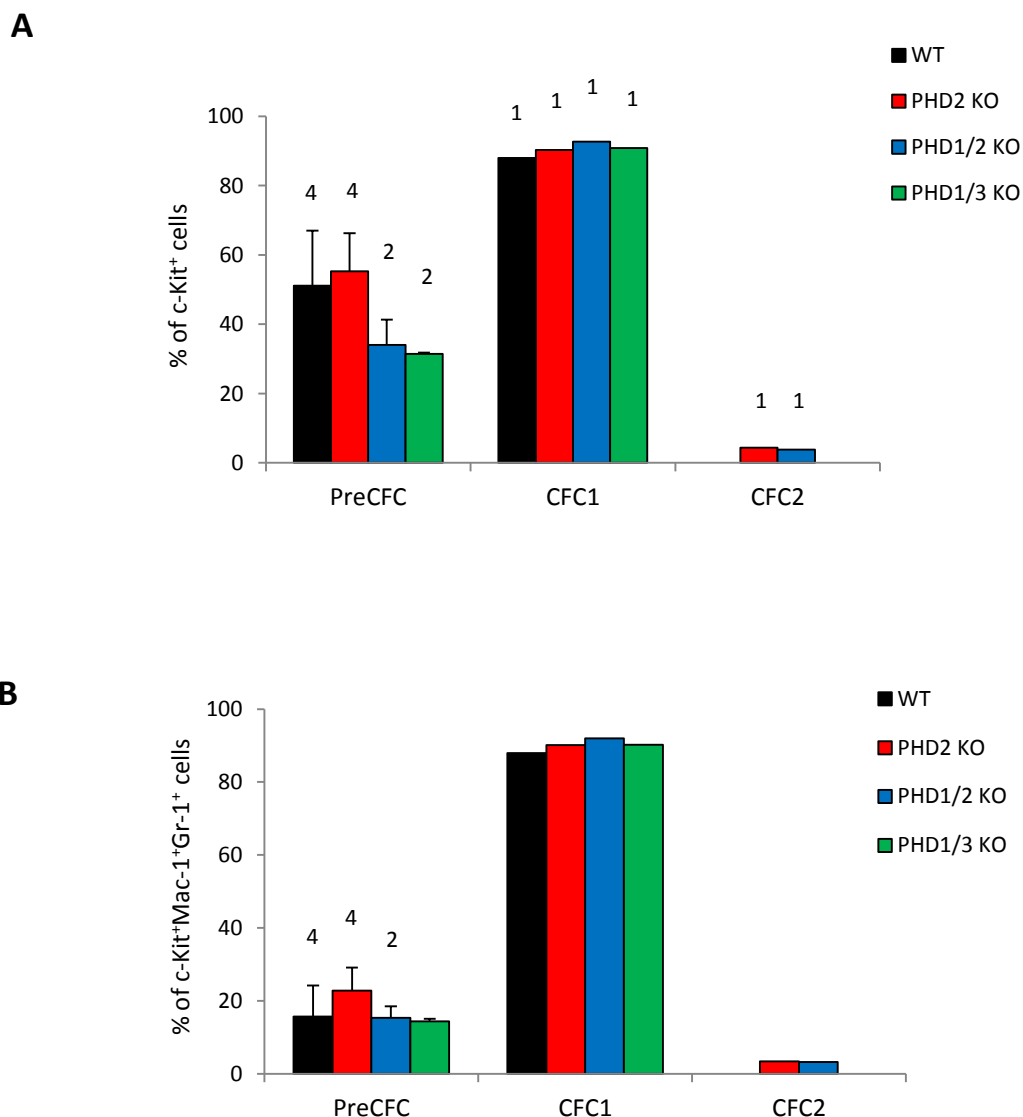 A
WT
PHD2 KO
PHD1/2 KO
PHD1/3 KO
% of c-Kit⁺ cells
100
80
60
40
20
0
4
4
2
2
1
1
1
1
1
1
PreCFC
CFC1
CFC2
B
WT
PHD2 KO
PHD1/2 KO
PHD1/3 KO
% of c-Kit⁺Mac-1⁺Gr-1⁺ cells
100
80
60
40
20
0
4
4
2
PreCFC
CFC1
CFC2